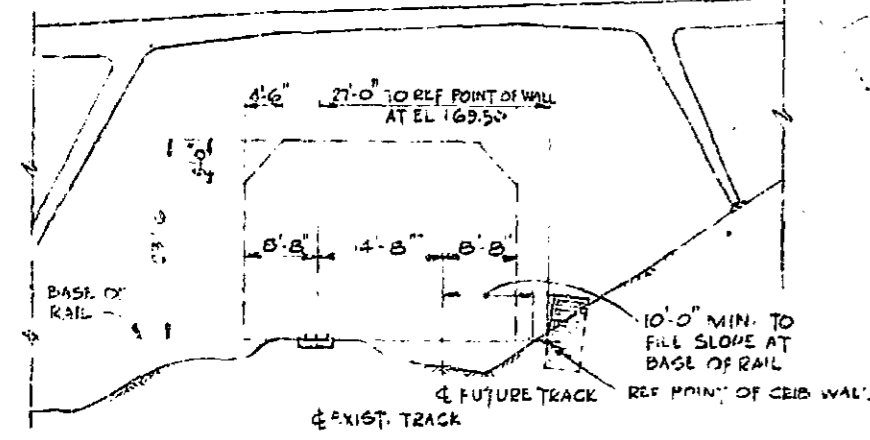 4'-6" 27'-0" TO REF POINT OF WALL
AT EL 169.50
8'-8" 14'-8" 8'-8"
BASE OF
RAIL
10'-0" MIN. TO
FILL SLOPE AT
BASE OF RAIL
℄ FUTURE TRACK REF POINT OF CRIB WALL
℄ EXIST. TRACK